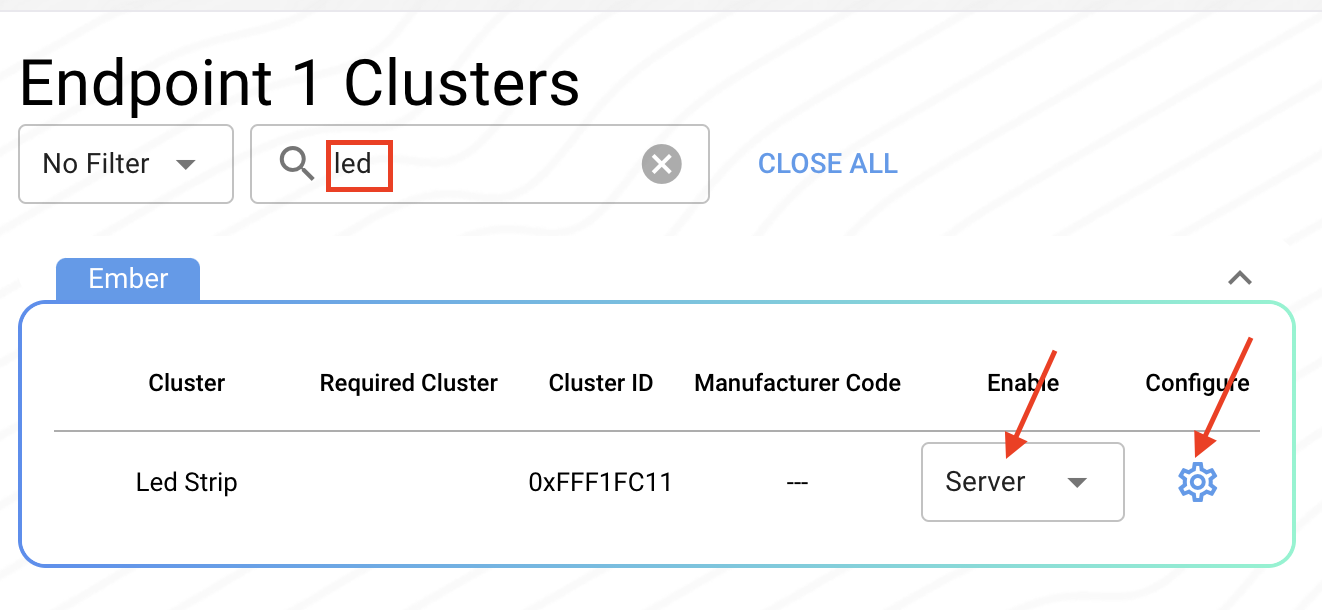 Endpoint 1 Clusters
No Filter led CLOSE ALL
Ember
Cluster Required Cluster Cluster ID Manufacturer Code Enable Configure
Led Strip 0xFFF1FC11 --- Server